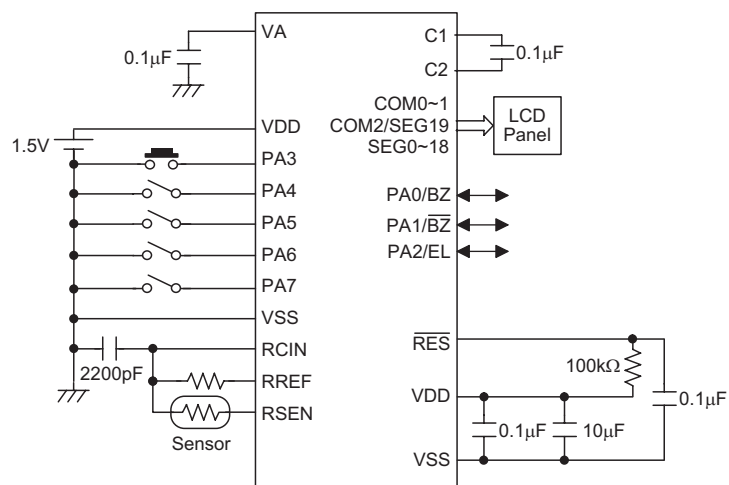 VA
0.1μF
C1
C2
0.1μF
COM0~1
COM2/SEG19
SEG0~18
LCD
Panel
1.5V
VDD
PA3
PA4
PA5
PA6
PA7
VSS
RCIN
2200pF
RREF
RSEN
Sensor
PA0/BZ
PA1/B̅Z̅
PA2/EL
R̅E̅S̅
100kΩ
VDD
0.1μF
10μF
0.1μF
VSS